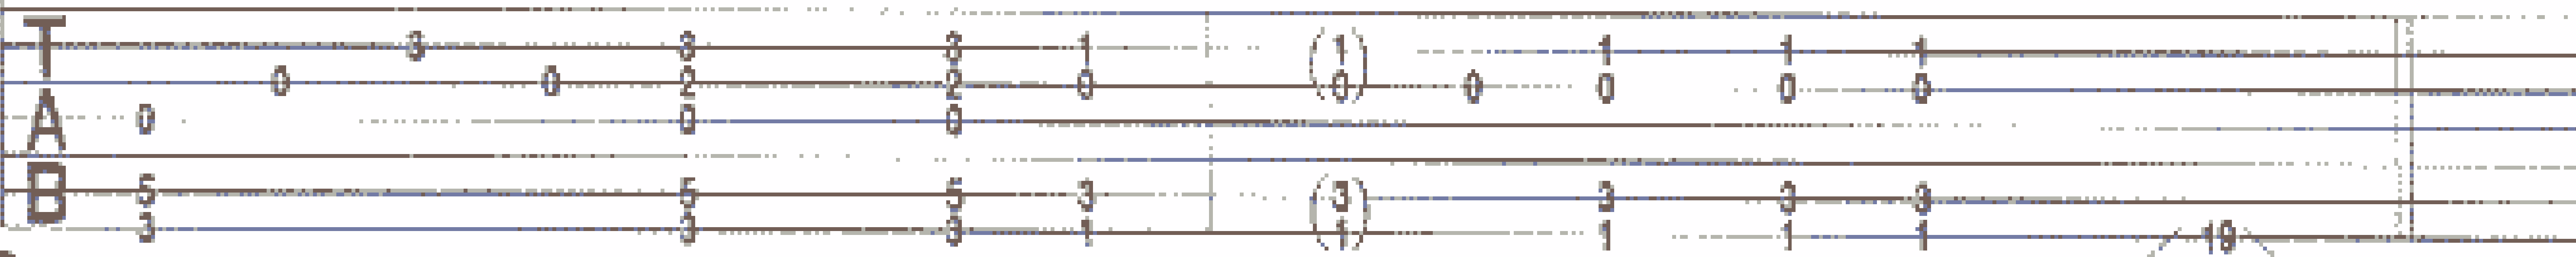 T 3 3 3 1 (1) 1 1 1
0 0 2 2 0 (0) 0 0 0 0
A 0 0 0
B 5 5 5 3 (3) 3 3 3
3 3 3 1 (1) 1 1 1 19